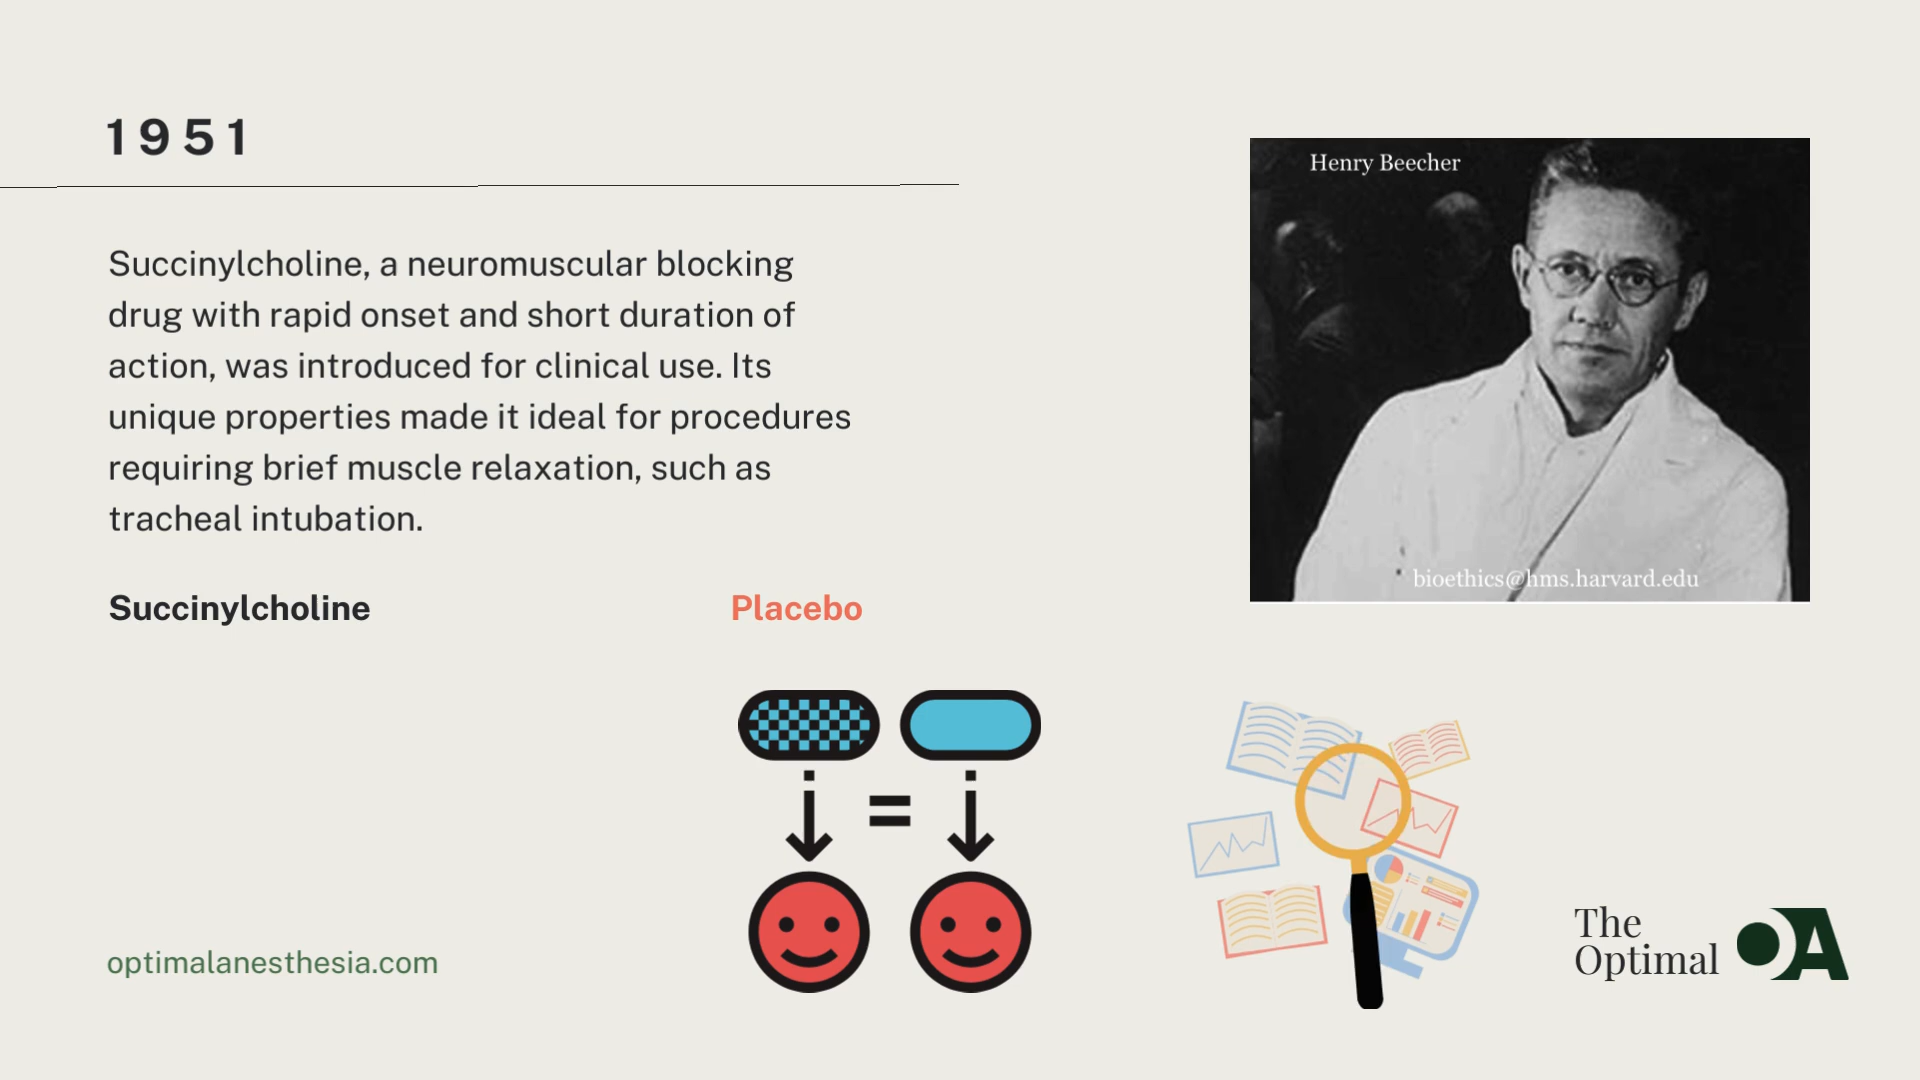 1951
Succinylcholine, a neuromuscular blocking
drug with rapid onset and short duration of
action, was introduced for clinical use. Its
unique properties made it ideal for procedures
requiring brief muscle relaxation, such as
tracheal intubation.
Succinylcholine
Placebo
Henry Beecher
bioethics@hms.harvard.edu
optimalanesthesia.com
The
Optimal
OA